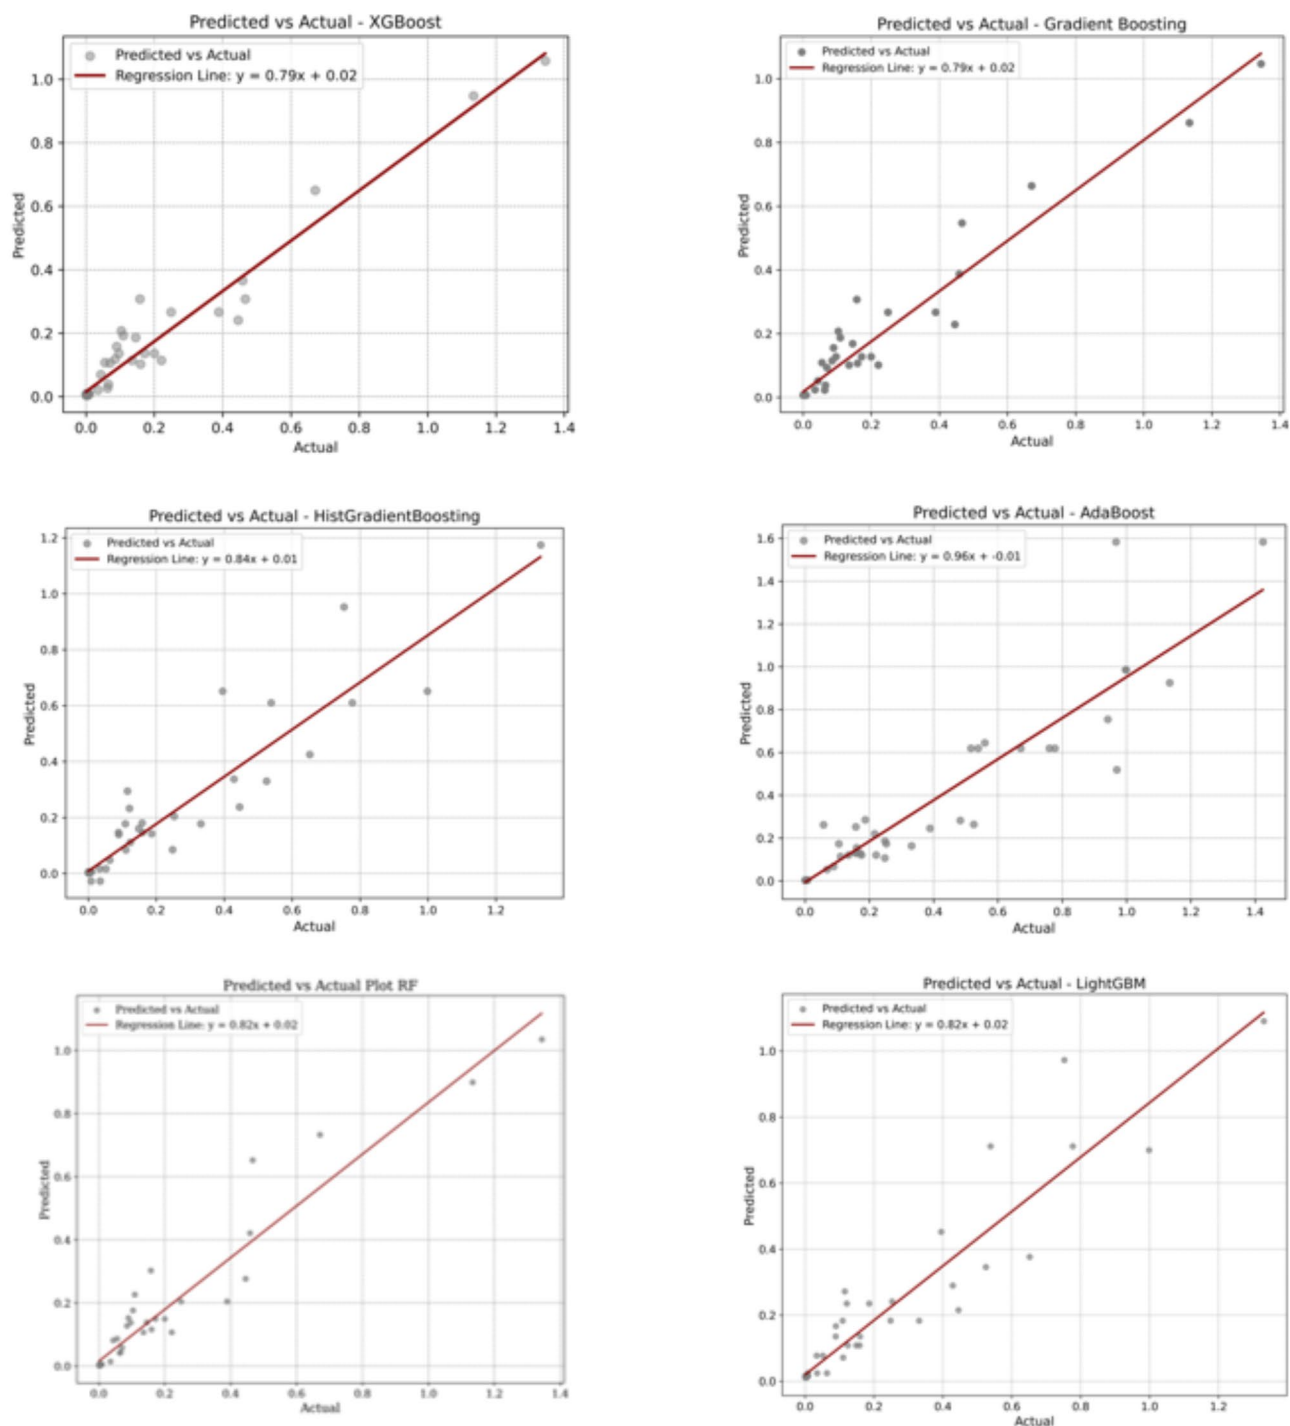 Predicted vs Actual - XGBoost
Predicted vs Actual
Regression Line: y = 0.79x + 0.02
1.0
0.8
0.6
0.4
0.2
0.0
Predicted
0.0 0.2 0.4 0.6 0.8 1.0 1.2 1.4
Actual
Predicted vs Actual - Gradient Boosting
Predicted vs Actual
Regression Line: y = 0.79x + 0.02
1.0
0.8
0.6
0.4
0.2
0.0
Predicted
0.0 0.2 0.4 0.6 0.8 1.0 1.2 1.4
Actual
Predicted vs Actual - HistGradientBoosting
Predicted vs Actual
Regression Line: y = 0.84x + 0.01
1.2
1.0
0.8
0.6
0.4
0.2
0.0
Predicted
0.0 0.2 0.4 0.6 0.8 1.0 1.2
Actual
Predicted vs Actual - AdaBoost
Predicted vs Actual
Regression Line: y = 0.96x + -0.01
1.6
1.4
1.2
1.0
0.8
0.6
0.4
0.2
0.0
Predicted
0.0 0.2 0.4 0.6 0.8 1.0 1.2 1.4
Actual
Predicted vs Actual Plot RF
Predicted vs Actual
Regression Line: y = 0.82x + 0.02
1.0
0.8
0.6
0.4
0.2
0.0
Predicted
0.0 0.2 0.4 0.6 0.8 1.0 1.2 1.4
Actual
Predicted vs Actual - LightGBM
Predicted vs Actual
Regression Line: y = 0.82x + 0.02
1.0
0.8
0.6
0.4
0.2
0.0
Predicted
0.0 0.2 0.4 0.6 0.8 1.0 1.2
Actual